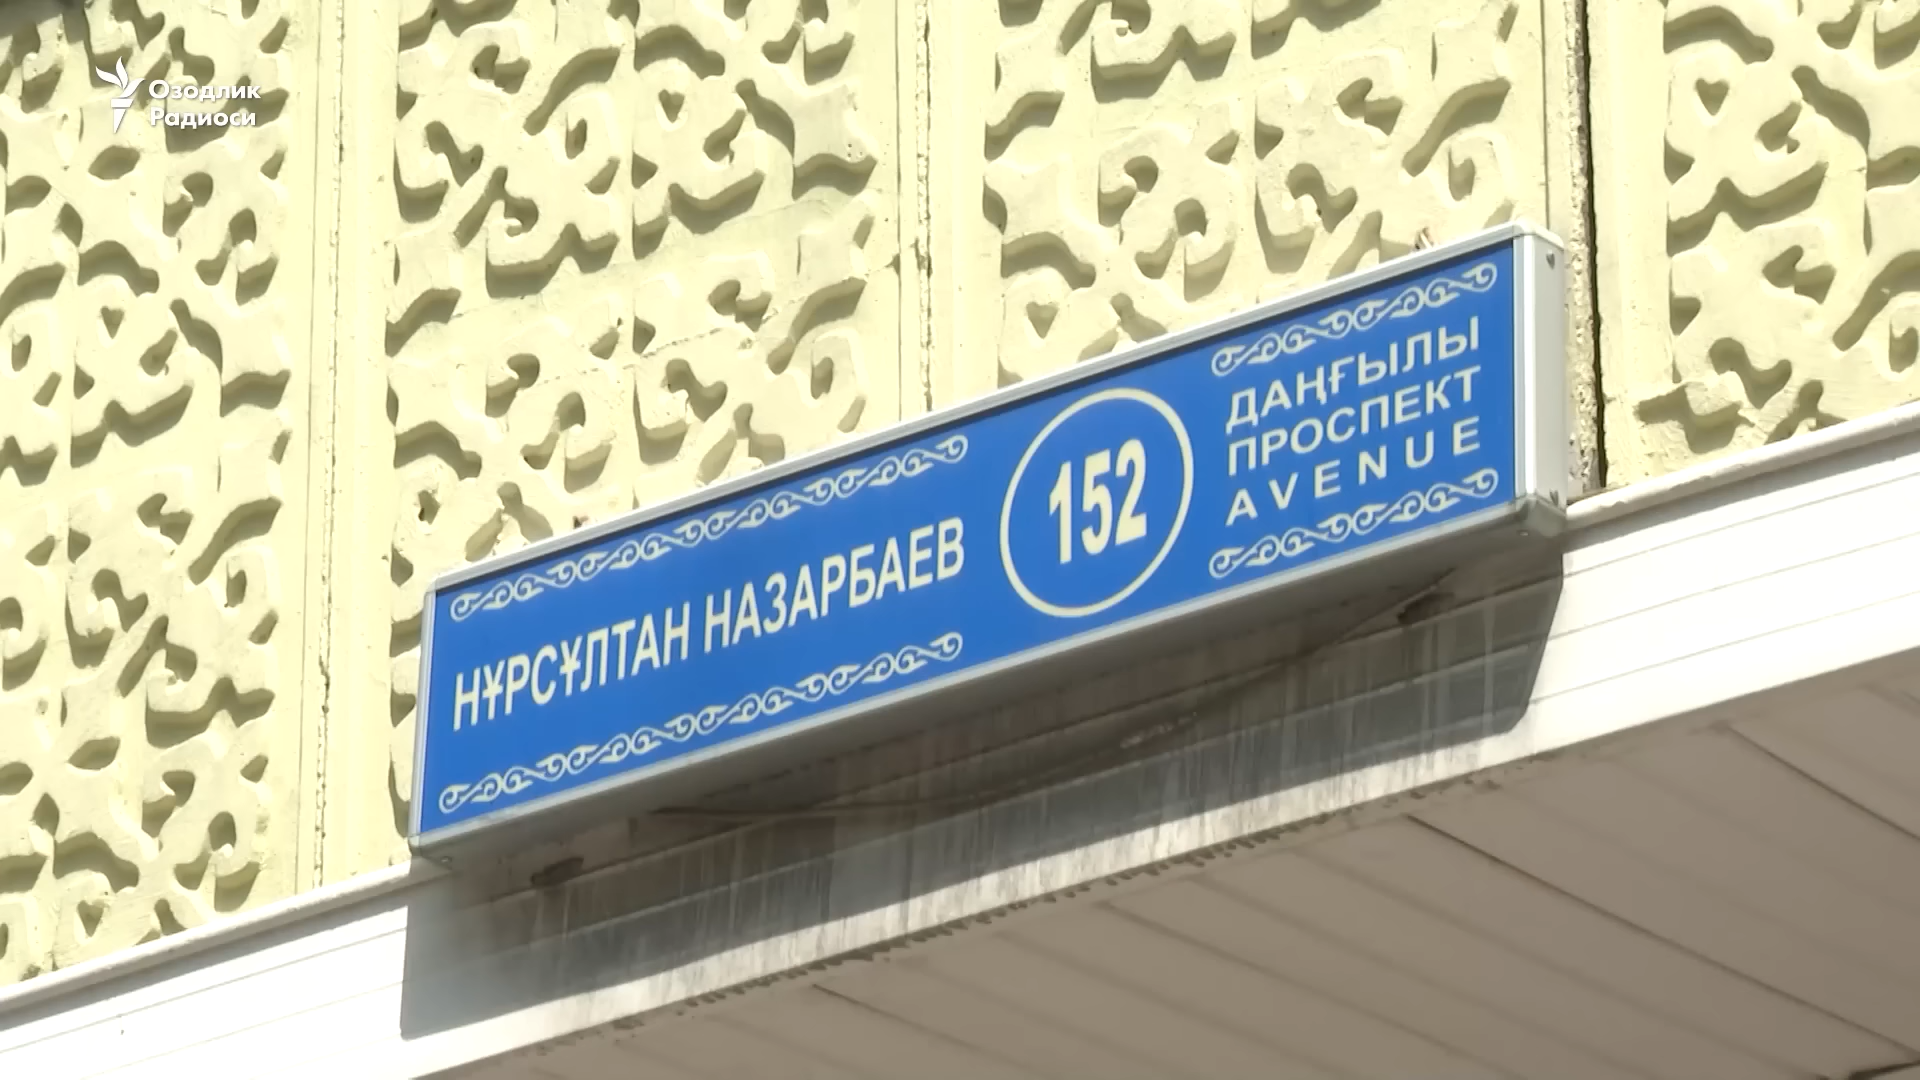 Озодлик
Радиоси
НҰРСҰЛТАН НАЗАРБАЕВ
152
ДАҢҒЫЛЫ
ПРОСПЕКТ
AVENUE